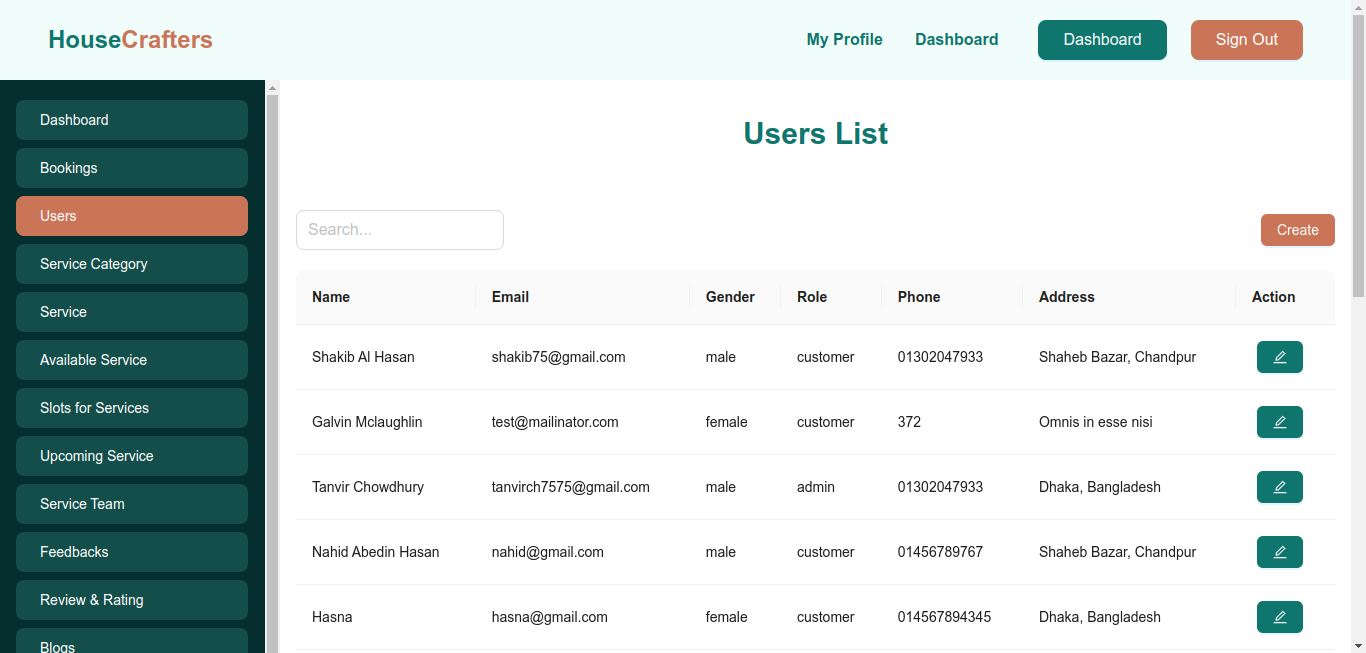 HouseCrafters
My Profile Dashboard Dashboard Sign Out
Dashboard
Bookings
Users
Service Category
Service
Available Service
Slots for Services
Upcoming Service
Service Team
Feedbacks
Review & Rating
Blogs
Users List
Search...
Create
Name Email Gender Role Phone Address Action
Shakib Al Hasan shakib75@gmail.com male customer 01302047933 Shaheb Bazar, Chandpur
Galvin Mclaughlin test@mailinator.com female customer 372 Omnis in esse nisi
Tanvir Chowdhury tanvirch7575@gmail.com male admin 01302047933 Dhaka, Bangladesh
Nahid Abedin Hasan nahid@gmail.com male customer 01456789767 Shaheb Bazar, Chandpur
Hasna hasna@gmail.com female customer 014567894345 Dhaka, Bangladesh